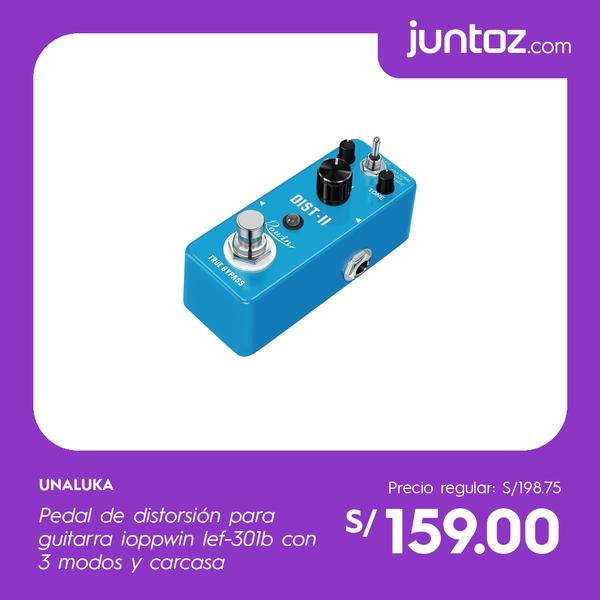 juntoz.com
TONE
DIST-II
Rowin
TRUE BYPASS
UNALUKA
Pedal de distorsión para
guitarra ioppwin lef-301b con
3 modos y carcasa
Precio regular: S/198.75
S/159.00